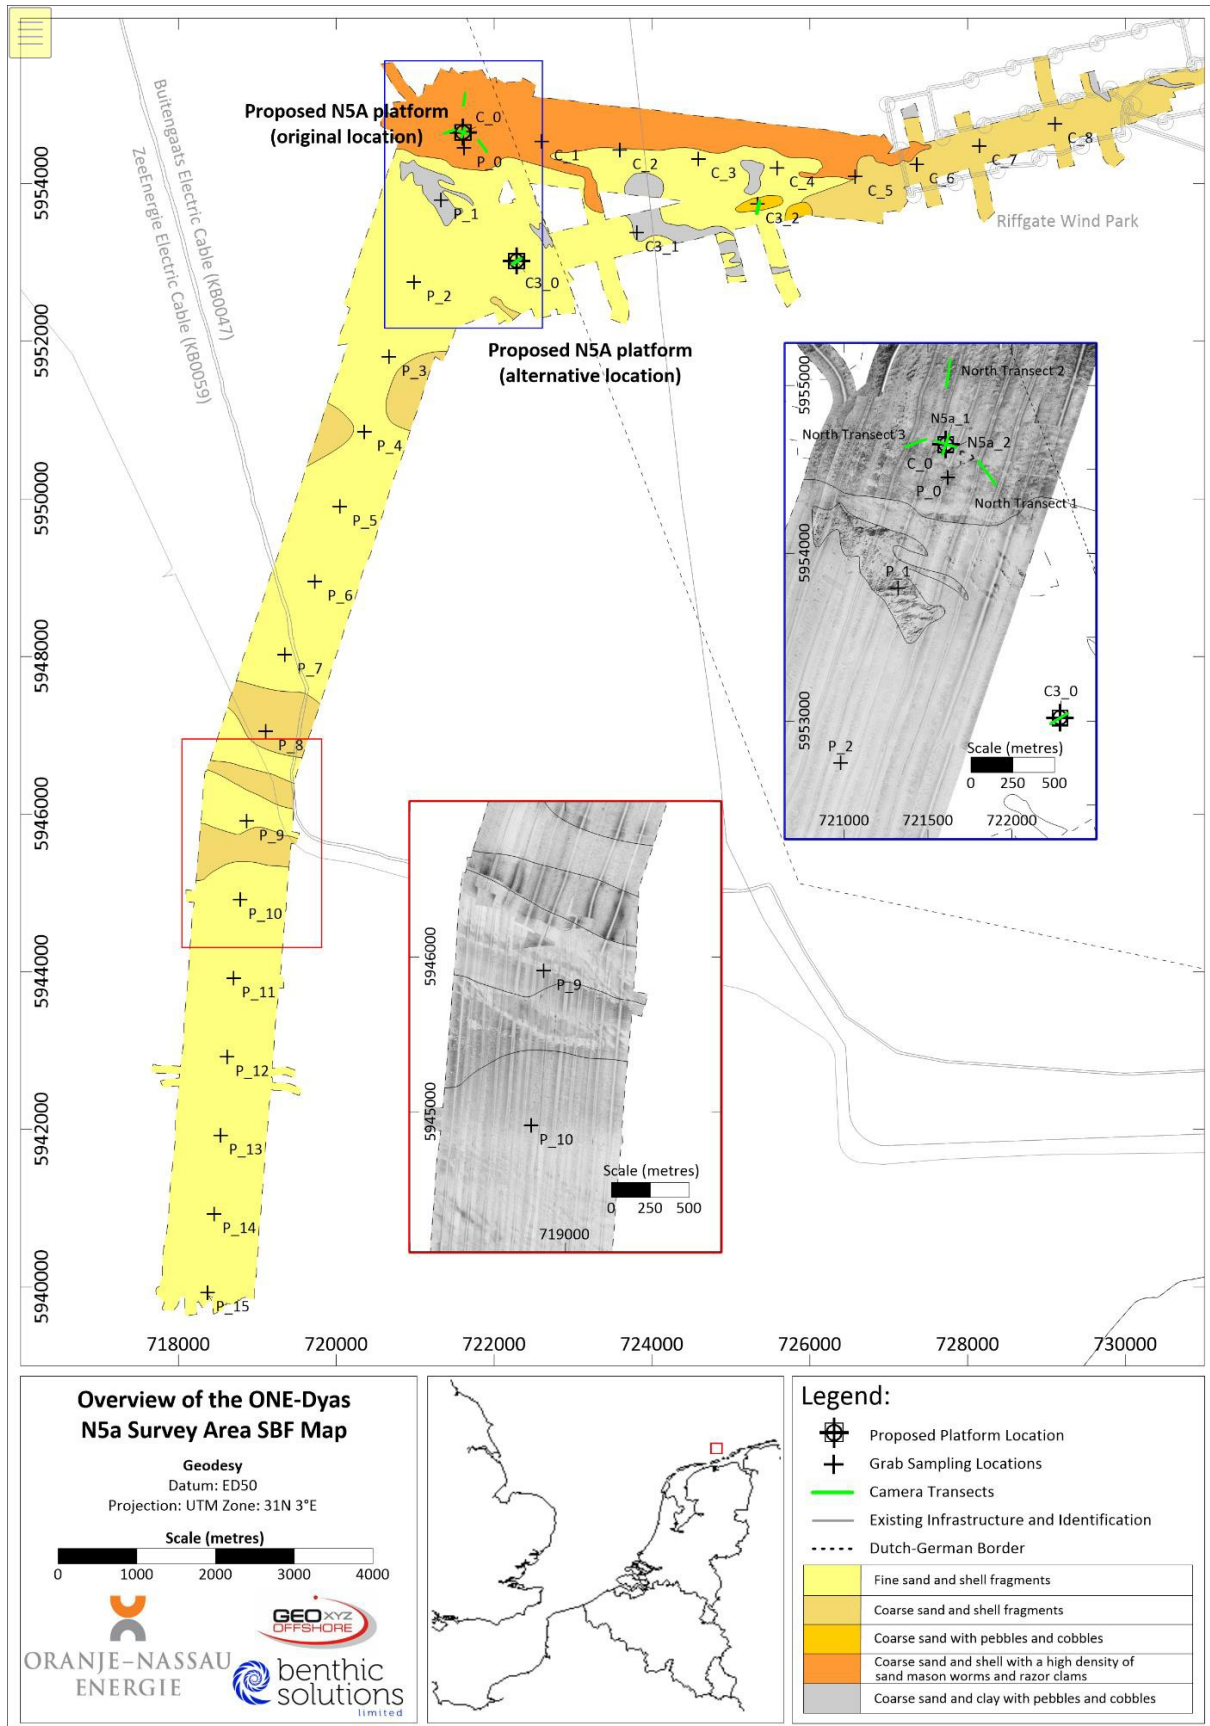 Buitengaats Electric Cable (KB0047)
ZeeEnergie Electric Cable (KB0059)
Proposed N5A platform
(original location)
C_0
P_0
C_1
C_2
C_3
C_4
C_5
C_6
C_7
C_8
P_1
C3_1
C3_2
Riffgate Wind Park
P_2
C3_0
Proposed N5A platform
(alternative location)
P_3
P_4
P_5
P_6
P_7
P_8
P_9
P_10
P_11
P_12
P_13
P_14
P_15
5954000
5952000
5950000
5948000
5946000
5944000
5942000
5940000
718000
720000
722000
724000
726000
728000
730000
5955000
5954000
5953000
North Transect 2
N5a_1
North Transect 3
N5a_2
C_0
P_0
North Transect 1
P_1
C3_0
P_2
Scale (metres)
0 250 500
721000 721500 722000
5946000
5945000
P_9
P_10
Scale (metres)
0 250 500
719000
Overview of the ONE-Dyas
N5a Survey Area SBF Map
Geodesy
Datum: ED50
Projection: UTM Zone: 31N 3°E
Scale (metres)
0 1000 2000 3000 4000
ORANJE-NASSAU
ENERGIE
GEO XYZ
OFFSHORE
benthic
solutions
limited
Legend:
Proposed Platform Location
Grab Sampling Locations
Camera Transects
Existing Infrastructure and Identification
Dutch-German Border
Fine sand and shell fragments
Coarse sand and shell fragments
Coarse sand with pebbles and cobbles
Coarse sand and shell with a high density of
sand mason worms and razor clams
Coarse sand and clay with pebbles and cobbles